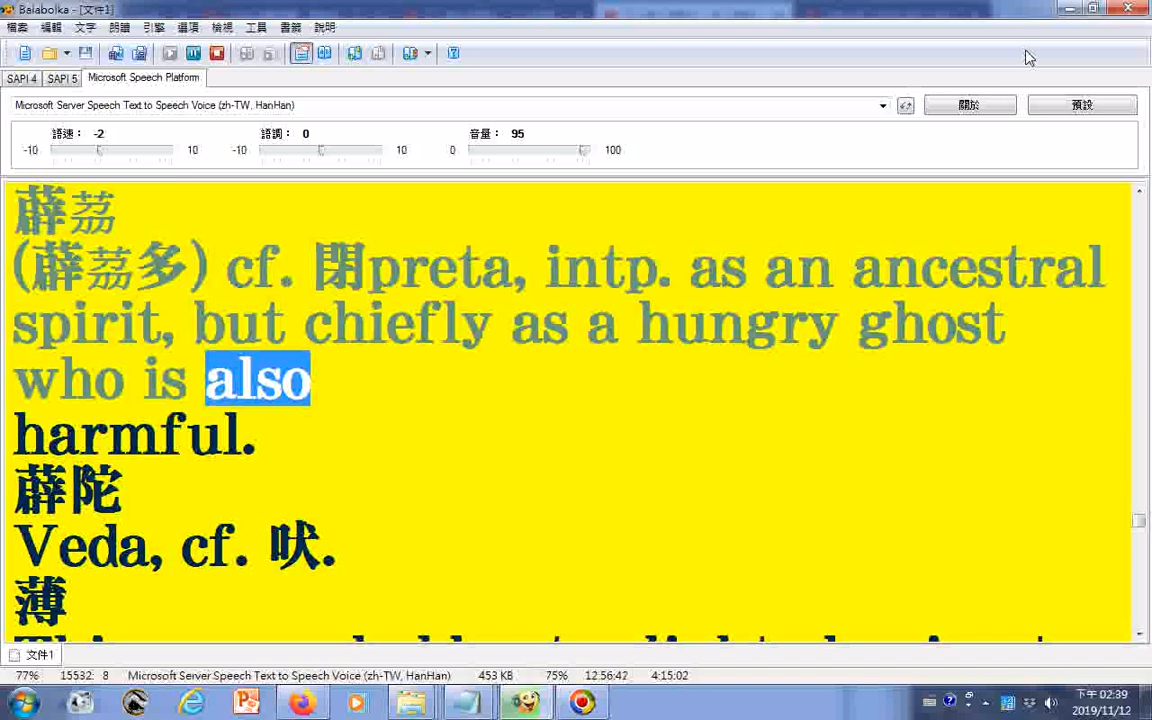 Balabolka - [文件1]
檔案 編輯 文字 朗讀 引擎 選項 檢視 工具 書籤 說明
SAPI 4 SAPI 5 Microsoft Speech Platform
Microsoft Server Speech Text to Speech Voice (zh-TW, HanHan) 關於 預設
語速： -2 語調： 0 音量： 95
-10 10 -10 10 0 100
薜茘
(薜茘多) cf. 閉preta, intp. as an ancestral
spirit, but chiefly as a hungry ghost
who is also
harmful.
薜陀
Veda, cf. 吠.
薄
文件1
77% 15532: 8 Microsoft Server Speech Text to Speech Voice (zh-TW, HanHan) 453 KB 75% 12:56:42 4:15:02
下午 02:39
2019/11/12